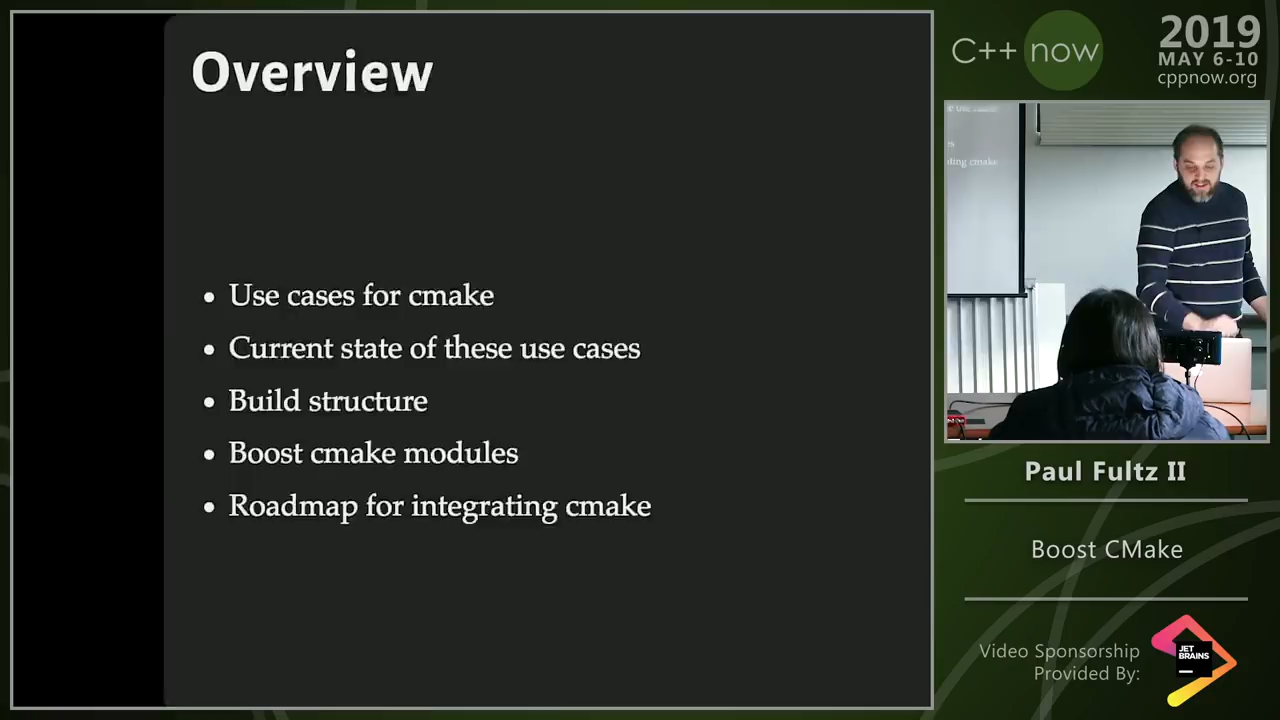 Overview
Use cases for cmake
Current state of these use cases
Build structure
Boost cmake modules
Roadmap for integrating cmake
C++ now
2019
MAY 6-10
cppnow.org
ting cmake
Paul Fultz II
Boost CMake
Video Sponsorship
Provided By:
JET
BRAINS